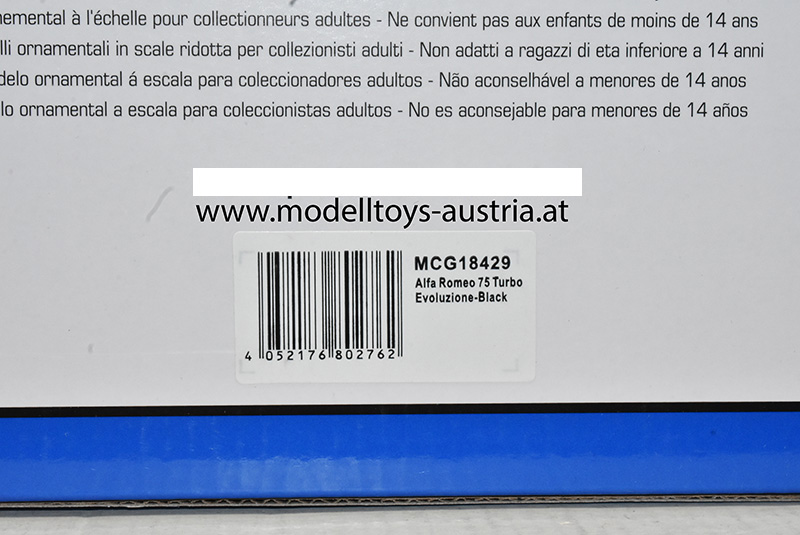 nemental à l'échelle pour collectionneurs adultes - Ne convient pas aux enfants de moins de 14 ans
lli ornamentali in scale ridotta per collezionisti adulti - Non adatti a ragazzi di eta inferiore a 14 anni
delo ornamental á escala para coleccionadores adultos - Não aconselhável a menores de 14 anos
lo ornamental a escala para coleccionistas adultos - No es aconsejable para menores de 14 años
www.modelltoys-austria.at
MCG18429
Alfa Romeo 75 Turbo
Evoluzione-Black
4 052176 802762